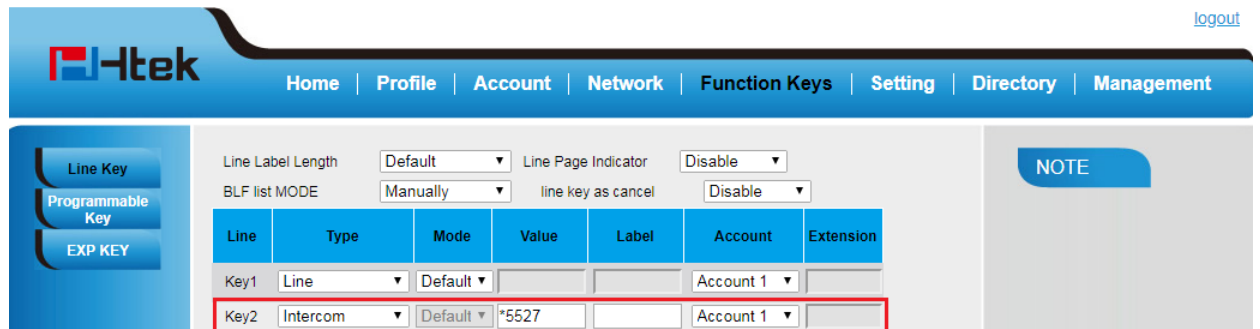 logout
Htek
Home | Profile | Account | Network | Function Keys | Setting | Directory | Management
Line Key
Programmable Key
EXP KEY
Line Label Length Default Line Page Indicator Disable
BLF list MODE Manually line key as cancel Disable
NOTE
Line Type Mode Value Label Account Extension
Key1 Line Default Account 1
Key2 Intercom Default *5527 Account 1